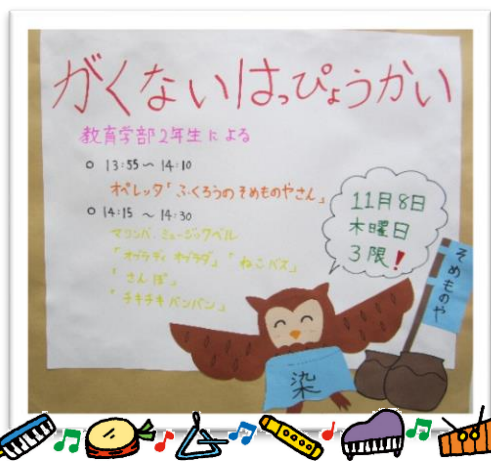 がくないはっぴょうかい
教育学部2年生による
○ 13:55〜14:10
オペレッタ「ふくろうのそめものやさん」
○ 14:15 〜 14:30
マリンバ、ミュージックベル
「オブラディ オブラダ」「ねこバス」
「さんぽ」
「チキチキバンバン」
11月8日
木曜日
3限!
そめものや
染